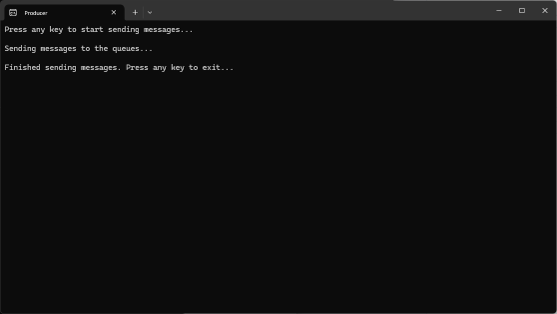 Producer
Press any key to start sending messages...
Sending messages to the queues...
Finished sending messages. Press any key to exit...